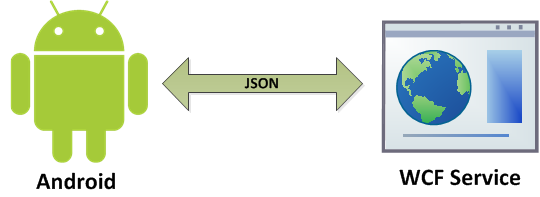 JSON
Android
WCF Service